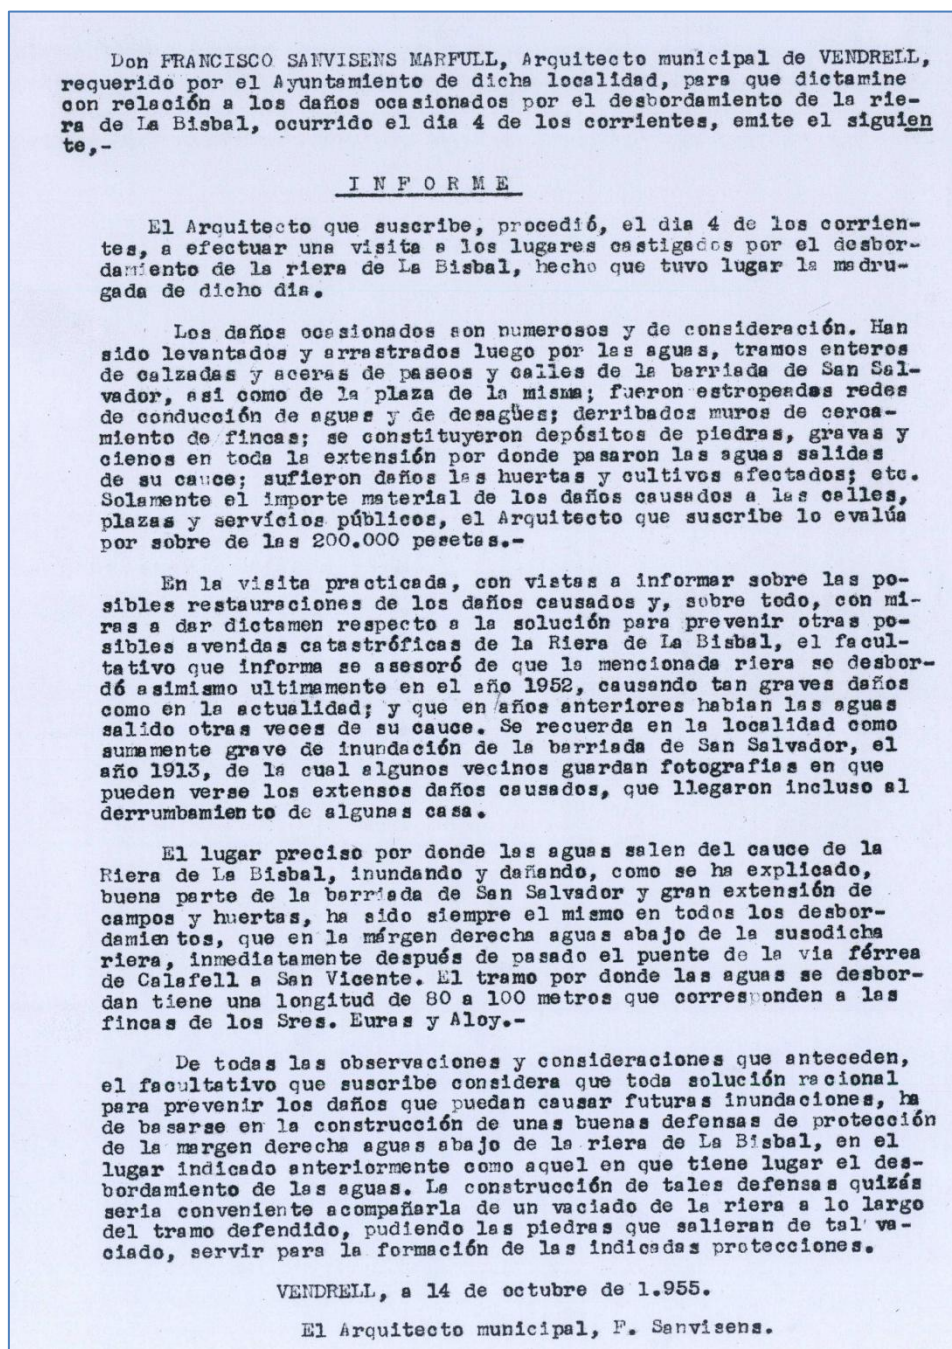 Don FRANCISCO SANVISENS MARFULL, Arquitecto municipal de VENDRELL,
requerido por el Ayuntamiento de dicha localidad, para que dictamine
con relación a los daños ocasionados por el desbordamiento de la rie-
ra de La Bisbal, ocurrido el dia 4 de los corrientes, emite el siguien
te,-
I N F O R M E
El Arquitecto que suscribe, procedió, el dia 4 de los corrien-
tes, a efectuar una visita a los lugares castigados por el desbor-
damiento de la riera de La Bisbal, hecho que tuvo lugar la madru-
gada de dicho dia.
Los daños ocasionados son numerosos y de consideración. Han
sido levantados y arrastrados luego por las aguas, tramos enteros
de calzadas y aceras de paseos y calles de la barriada de San Sal-
vador, asi como de la plaza de la misma; fueron estropeadas redes
de conducción de aguas y de desagües; derribados muros de cerca-
miento de fincas; se constituyeron depósitos de piedras, gravas y
cienos en toda la extensión por donde pasaron las aguas salidas
de su cauce; sufieron daños las huertas y cultivos afectados; etc.
Solamente el importe material de los daños causados a las calles,
plazas y servícios públicos, el Arquitecto que suscribe lo evalúa
por sobre de las 200.000 pesetas.-
En la visita practicada, con vistas a informar sobre las po-
sibles restauraciones de los daños causados y, sobre todo, con mi-
ras a dar dictamen respecto a la solución para prevenir otras po-
sibles avenidas catastróficas de la Riera de La Bisbal, el facul-
tativo que informa se asesoró de que la mencionada riera se desbor-
dó asimismo ultimamente en el año 1952, causando tan graves daños
como en la actualidad; y que en /años anteriores habian las aguas
salido otras veces de su cauce. Se recuerda en la localidad como
sumamente grave de inundación de la barriada de San Salvador, el
año 1913, de la cual algunos vecinos guardan fotografias en que
pueden verse los extensos daños causados, que llegaron incluso al
derrumbamiento de algunas casa.
El lugar preciso por donde las aguas salen del cauce de la
Riera de La Bisbal, inundando y dañando, como se ha explicado,
buena parte de la barriada de San Salvador y gran extensión de
campos y huertas, ha sido siempre el mismo en todos los desbor-
damientos, que en la márgen derecha aguas abajo de la susodicha
riera, inmediatamente después de pasado el puente de la via férrea
de Calafell a San Vicente. El tramo por donde las aguas se desbor-
dan tiene una longitud de 80 a 100 metros que corresponden a las
fincas de los Sres. Euras y Aloy.-
De todas las observaciones y consideraciones que anteceden,
el facultativo que suscribe considera que toda solución racional
para prevenir los daños que puedan causar futuras inundaciones, ha
de basarse en la construcción de unas buenas defensas de protección
de la margen derecha aguas abajo de la riera de La Bisbal, en el
lugar indicado anteriormente como aquel en que tiene lugar el des-
bordamiento de las aguas. La construcción de tales defensas quizás
seria conveniente acompañarla de un vaciado de la riera a lo largo
del tramo defendido, pudiendo las piedras que salieran de tal va-
ciado, servir para la formación de las indicadas protecciones.
VENDRELL, a 14 de octubre de 1.955.
El Arquitecto municipal, F. Sanvisens.